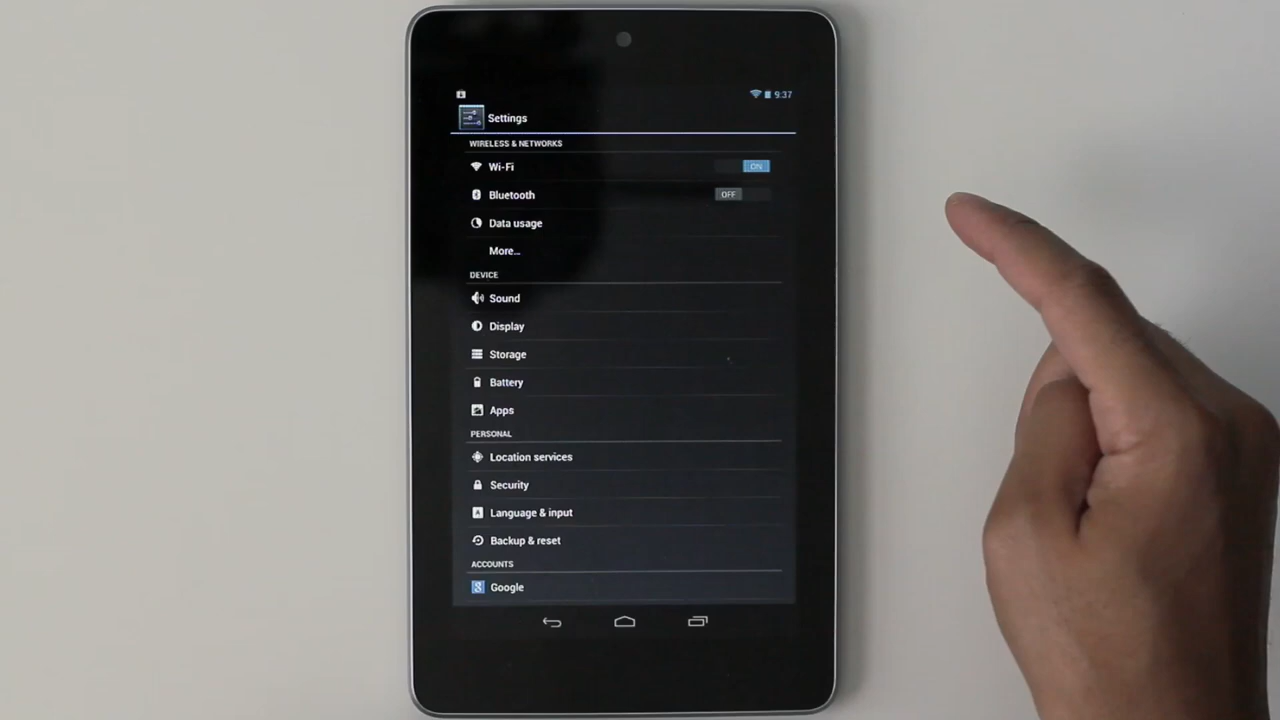 9:37
Settings
WIRELESS & NETWORKS
Wi-Fi ON
Bluetooth OFF
Data usage
More...
DEVICE
Sound
Display
Storage
Battery
Apps
PERSONAL
Location services
Security
A Language & input
Backup & reset
ACCOUNTS
8 Google